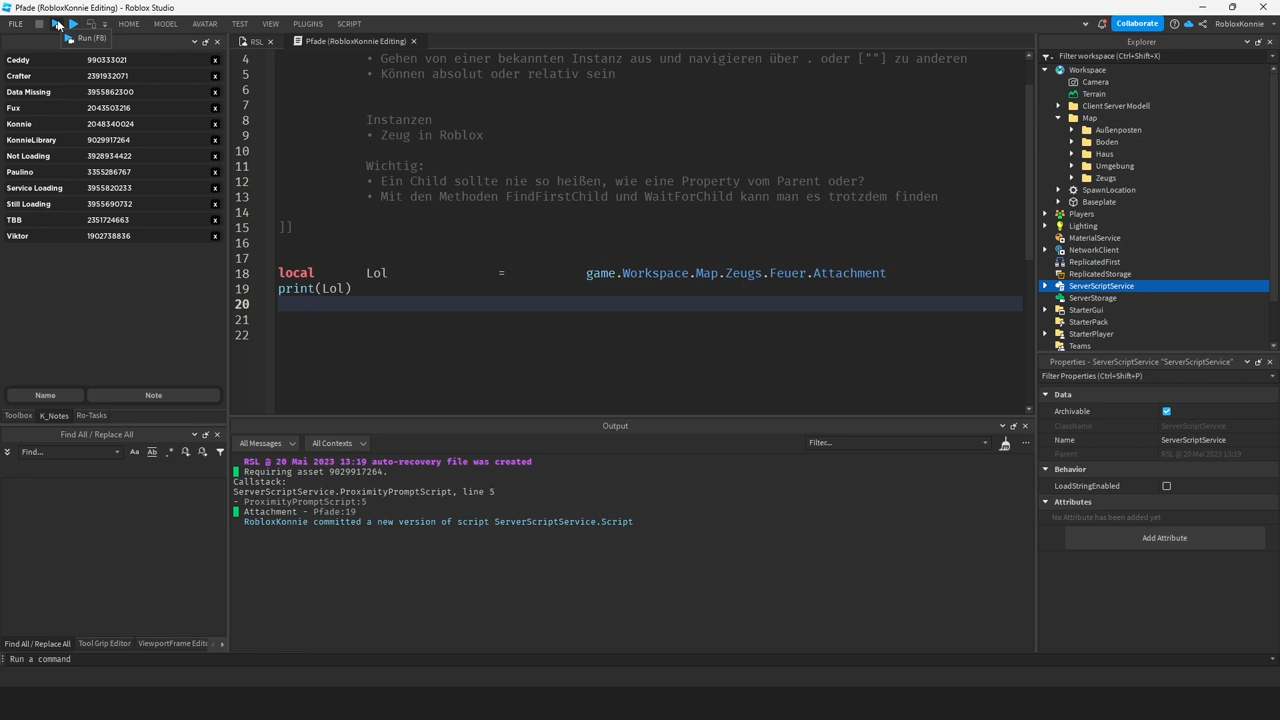 Pfade (RobloxKonnie Editing) - Roblox Studio
FILE HOME MODEL AVATAR TEST VIEW PLUGINS SCRIPT Collaborate RobloxKonnie
Run (F8)
Ceddy 990333021 x
Crafter 2391932071 x
Data Missing 3955862300 x
Fux 2043503216 x
Konnie 2048340024 x
KonnieLibrary 9029917264 x
Not Loading 3928934422 x
Paulino 3355286767 x
Service Loading 3955820233 x
Still Loading 3955690732 x
TBB 2351724663 x
Viktor 1902738836 x
Name Note
Toolbox K_Notes Ro-Tasks
Find All / Replace All
Find... Aa Ab .*
Find All / Replace All Tool Grip Editor ViewportFrame Edito
Run a command
RSL Pfade (RobloxKonnie Editing)
4 • Gehen von einer bekannten Instanz aus und navigieren über . oder [""] zu anderen
5 • Können absolut oder relativ sein
6
7
8 Instanzen
9 • Zeug in Roblox
10
11 Wichtig:
12 • Ein Child sollte nie so heißen, wie eine Property vom Parent oder?
13 • Mit den Methoden FindFirstChild und WaitForChild kann man es trotzdem finden
14
15 ]]
16
17
18 local Lol = game.Workspace.Map.Zeugs.Feuer.Attachment
19 print(Lol)
20
21
22
Output
All Messages All Contexts Filter...
RSL @ 20 Mai 2023 13:19 auto-recovery file was created
Requiring asset 9029917264.
Callstack:
ServerScriptService.ProximityPromptScript, line 5
- ProximityPromptScript:5
Attachment - Pfade:19
RobloxKonnie committed a new version of script ServerScriptService.Script
Explorer
Filter workspace (Ctrl+Shift+X)
Workspace
Camera
Terrain
Client Server Modell
Map
Außenposten
Boden
Haus
Umgebung
Zeugs
SpawnLocation
Baseplate
Players
Lighting
MaterialService
NetworkClient
ReplicatedFirst
ReplicatedStorage
ServerScriptService
ServerStorage
StarterGui
StarterPack
StarterPlayer
Teams
Properties - ServerScriptService "ServerScriptService"
Filter Properties (Ctrl+Shift+P)
Data
Archivable
ClassName ServerScriptService
Name ServerScriptService
Parent RSL @ 20 Mai 2023 13:19
Behavior
LoadStringEnabled
Attributes
No Attribute has been added yet
Add Attribute